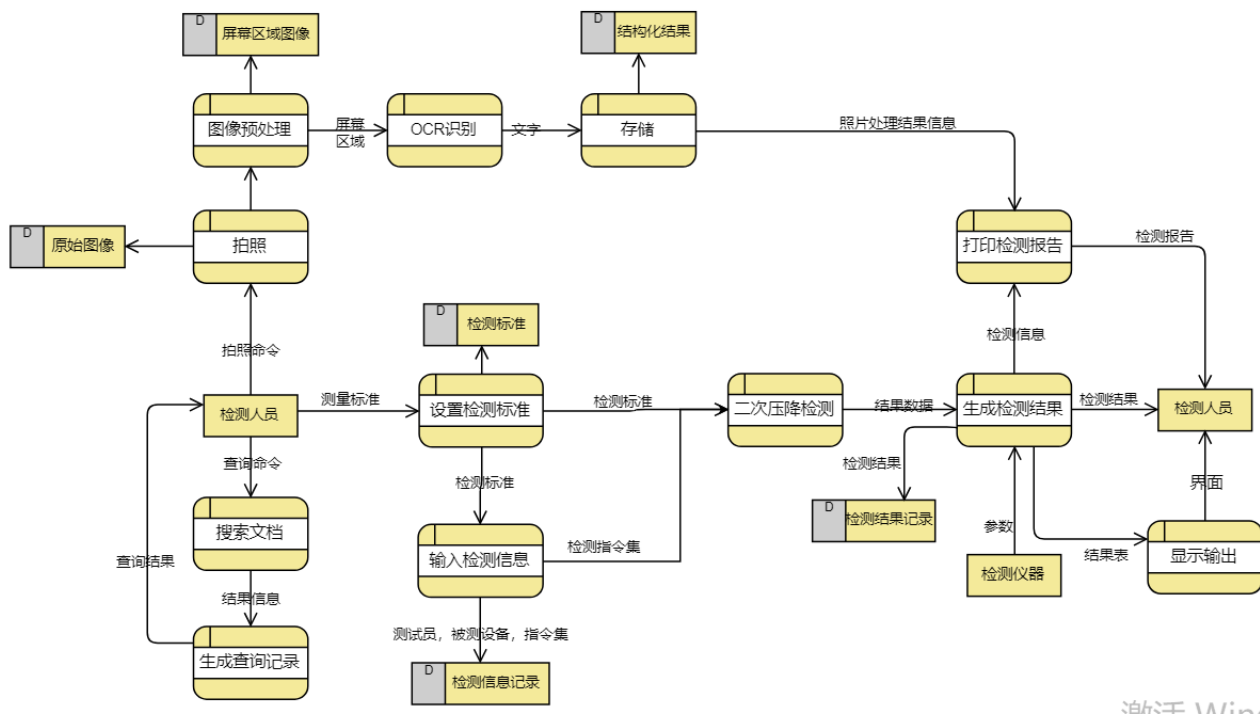 D
屏幕区域图像
D
结构化结果
图像预处理
屏幕
区域
OCR识别
文字
存储
照片处理结果信息
D
原始图像
拍照
打印检测报告
检测报告
D
检测标准
检测信息
拍照命令
检测人员
测量标准
设置检测标准
检测标准
二次压降检测
结果数据
生成检测结果
检测结果
检测人员
查询命令
检测标准
检测结果
界面
搜索文档
D
检测结果记录
参数
查询结果
输入检测信息
检测指令集
检测仪器
结果表
显示输出
结果信息
测试员，被测设备，指令集
生成查询记录
D
检测信息记录